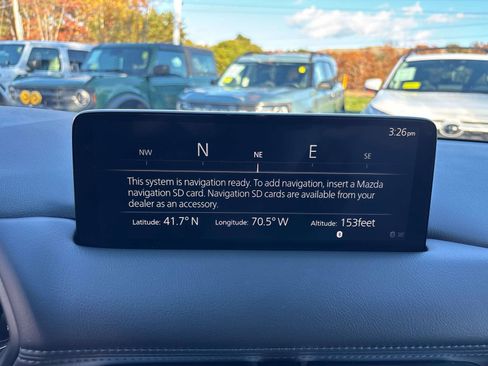 3:26pm
NW N NE E SE
This system is navigation ready. To add navigation, insert a Mazda
navigation SD card. Navigation SD cards are available from your
dealer as an accessory.
Latitude: 41.7° N Longitude: 70.5° W Altitude: 153feet